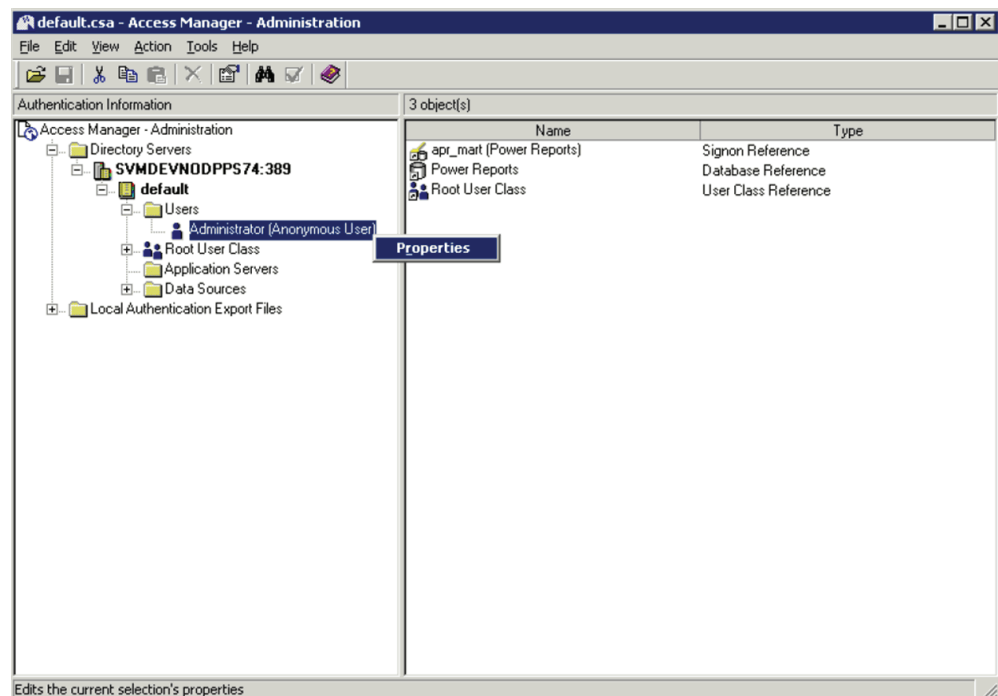 default.csa - Access Manager - Administration
File Edit View Action Tools Help
Authentication Information
3 object(s)
Access Manager - Administration
Directory Servers
SVMDEVNODPPS74:389
default
Users
Administrator (Anonymous User)
Properties
Root User Class
Application Servers
Data Sources
Local Authentication Export Files
Name Type
apr_mart (Power Reports) Signon Reference
Power Reports Database Reference
Root User Class User Class Reference
Edits the current selection's properties